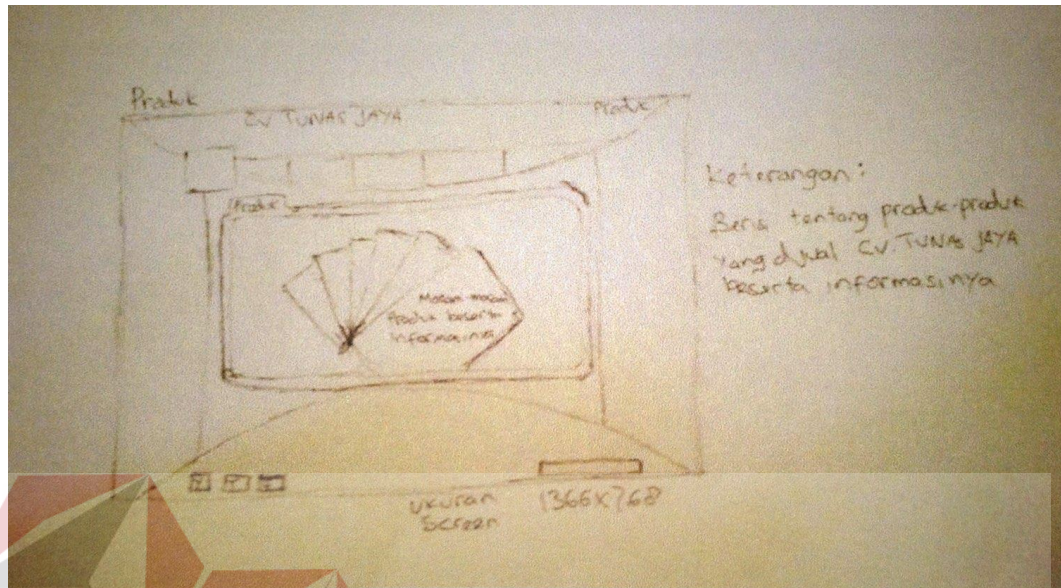 Produk
CV TUNAS JAYA
Produk
Produk
Macam-macam
Produk beserta
informasinya
Keterangan:
Berisi tentang produk-produk
yang dijual CV. TUNAS JAYA
beserta informasinya
ukuran
Screen
1366x768